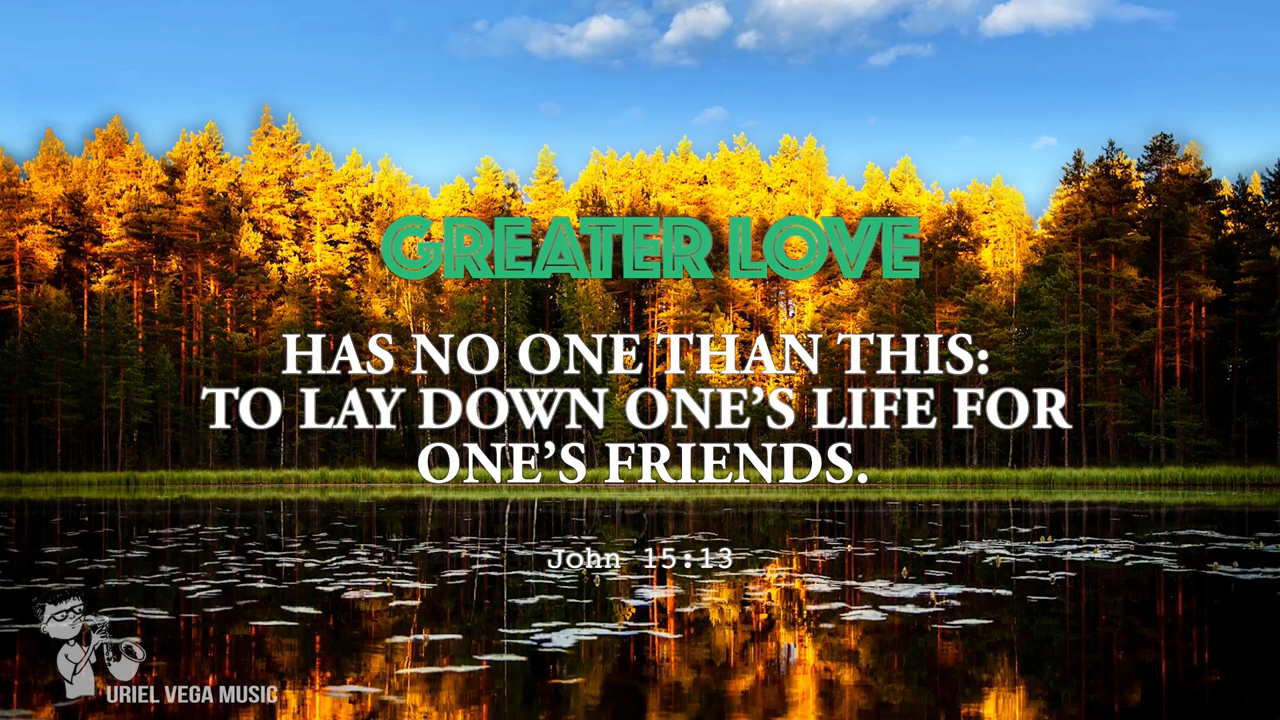 GREATER LOVE
HAS NO ONE THAN THIS:
TO LAY DOWN ONE’S LIFE FOR
ONE’S FRIENDS.
John 15:13
URIEL VEGA MUSIC